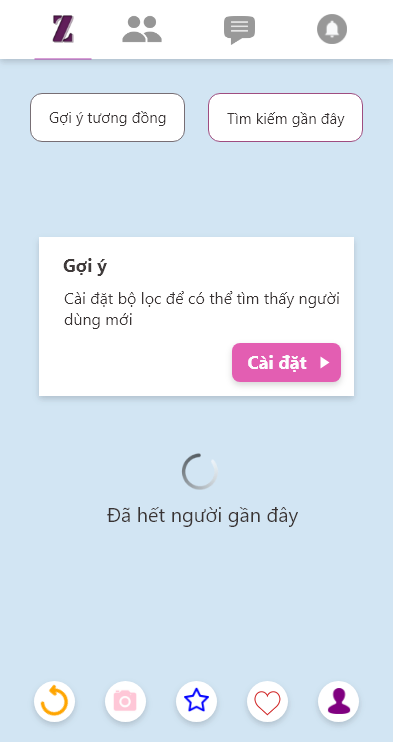 Z
Gợi ý tương đồng
Tìm kiếm gần đây
Gợi ý
Cài đặt bộ lọc để có thể tìm thấy người
dùng mới
Cài đặt
Đã hết người gần đây